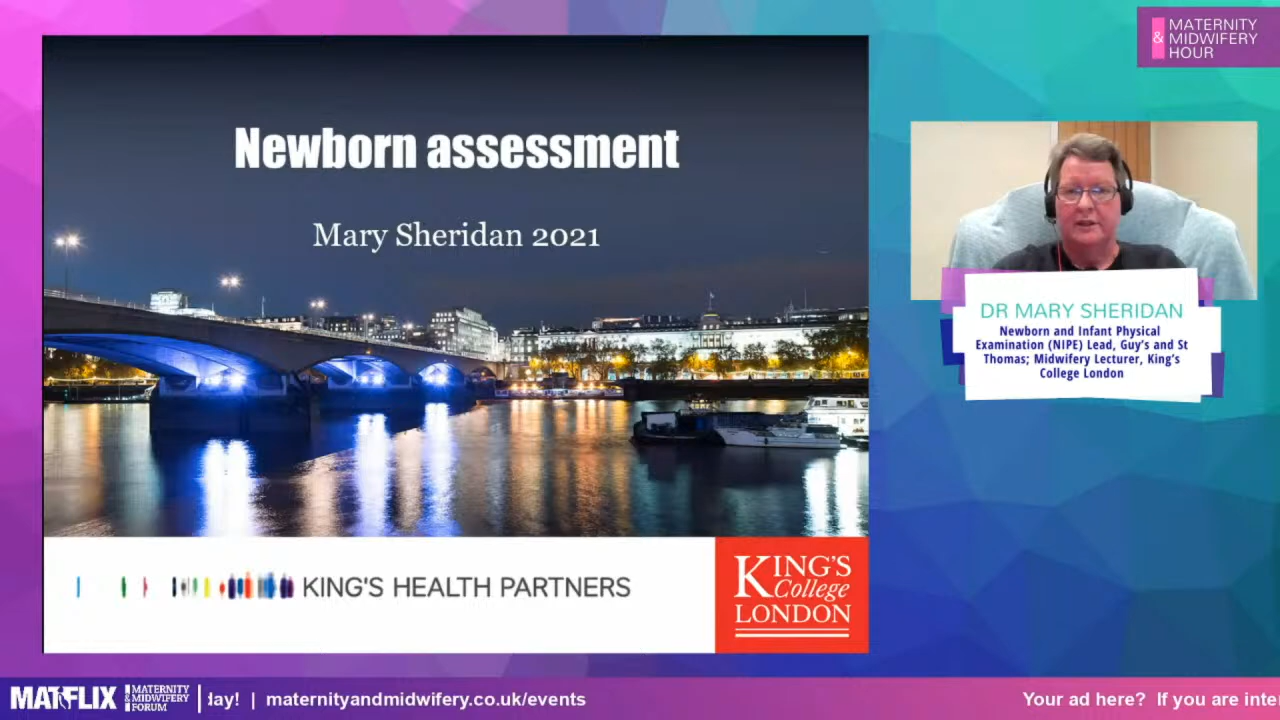 MATERNITY
& MIDWIFERY
HOUR
Newborn assessment
Mary Sheridan 2021
DR MARY SHERIDAN
Newborn and Infant Physical
Examination (NIPE) Lead, Guy's and St
Thomas; Midwifery Lecturer, King's
College London
KING'S HEALTH PARTNERS
KING'S
College
LONDON
MATFLIX
MATERNITY
& MIDWIFERY
FORUM
lay! | maternityandmidwifery.co.uk/events
Your ad here? If you are inte